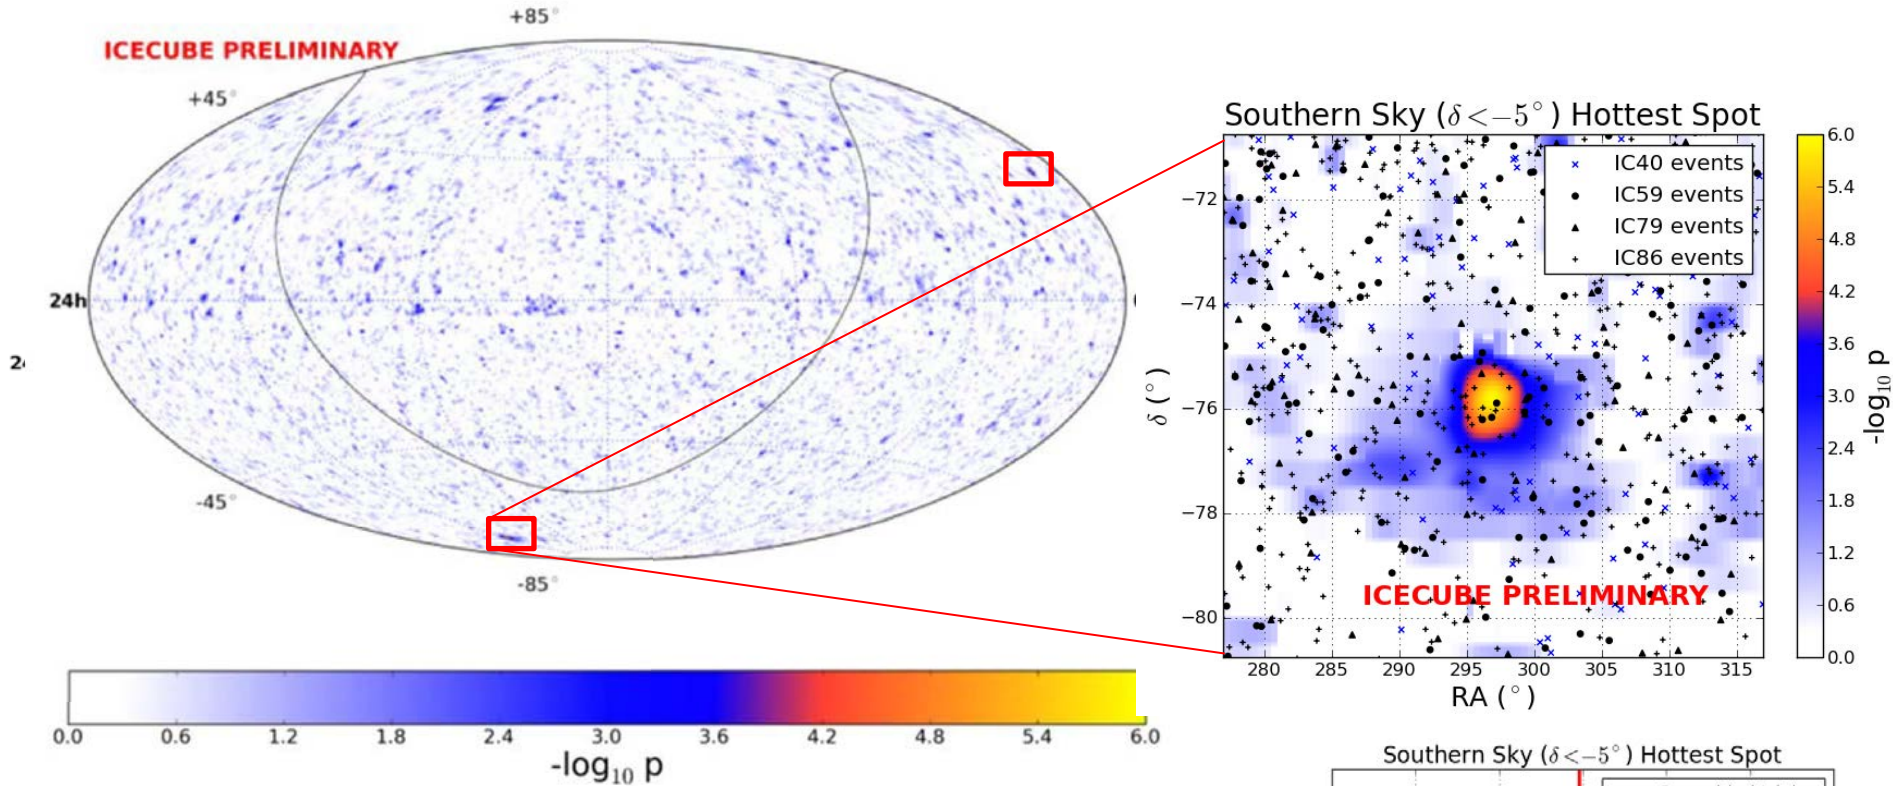 +85°
ICECUBE PRELIMINARY
+45°
24h
-45°
-85°
0.0 0.6 1.2 1.8 2.4 3.0 3.6 4.2 4.8 5.4 6.0
-log₁₀ p
Southern Sky (δ<−5°) Hottest Spot
IC40 events
IC59 events
IC79 events
IC86 events
−72
−74
−76
−78
−80
δ (°)
ICECUBE PRELIMINARY
280 285 290 295 300 305 310 315
RA (°)
6.0
5.4
4.8
4.2
3.6
3.0
2.4
1.8
1.2
0.6
0.0
-log₁₀ p
Southern Sky (δ<−5°) Hottest Spot